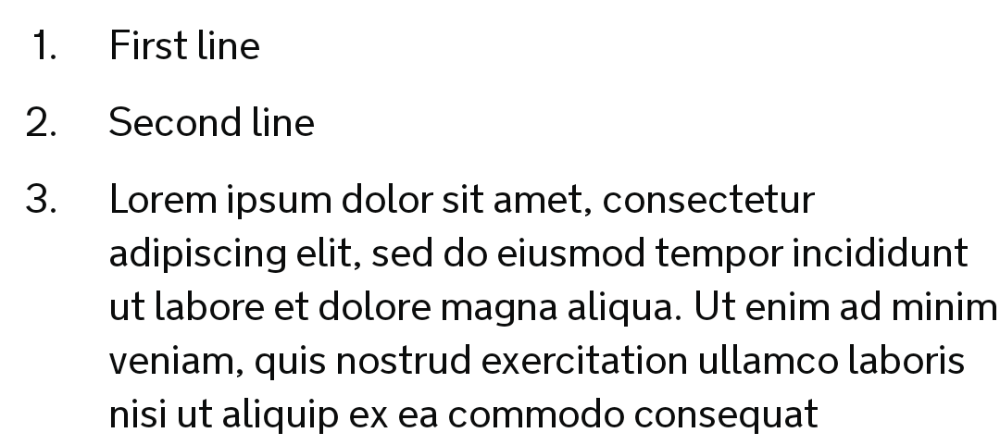 1. First line
2. Second line
3. Lorem ipsum dolor sit amet, consectetur
adipiscing elit, sed do eiusmod tempor incididunt
ut labore et dolore magna aliqua. Ut enim ad minim
veniam, quis nostrud exercitation ullamco laboris
nisi ut aliquip ex ea commodo consequat